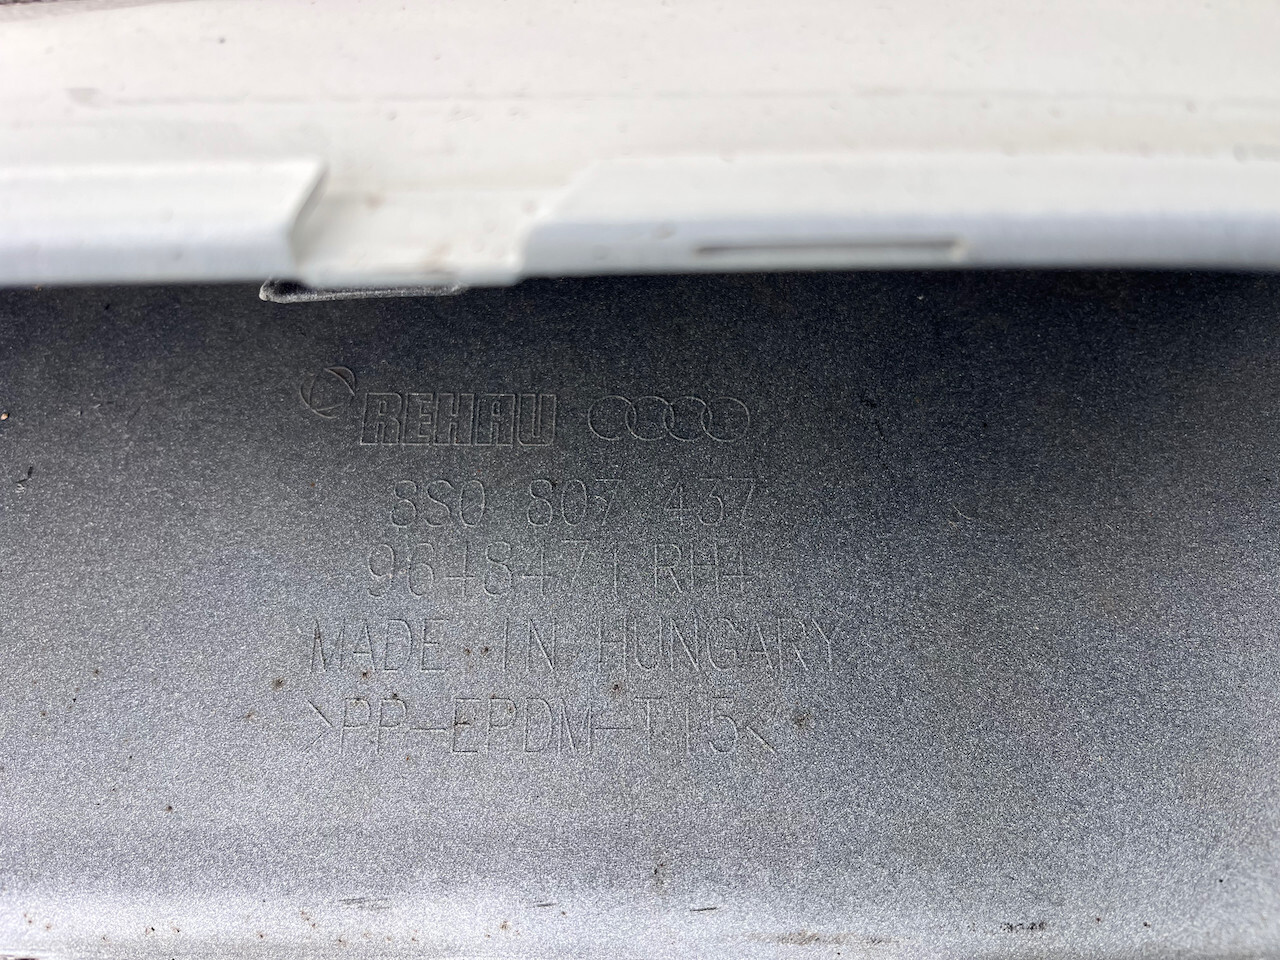 REHAU
8S0 807 437
9648471 RH4
MADE IN HUNGARY
>PP-EPDM-T15<